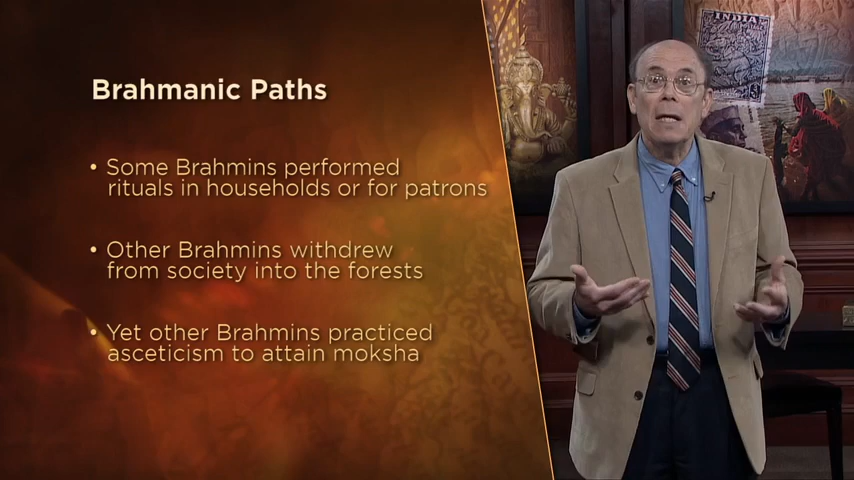 Brahmanic Paths
• Some Brahmins performed
rituals in households or for patrons
• Other Brahmins withdrew
from society into the forests
• Yet other Brahmins practiced
asceticism to attain moksha
INDIA